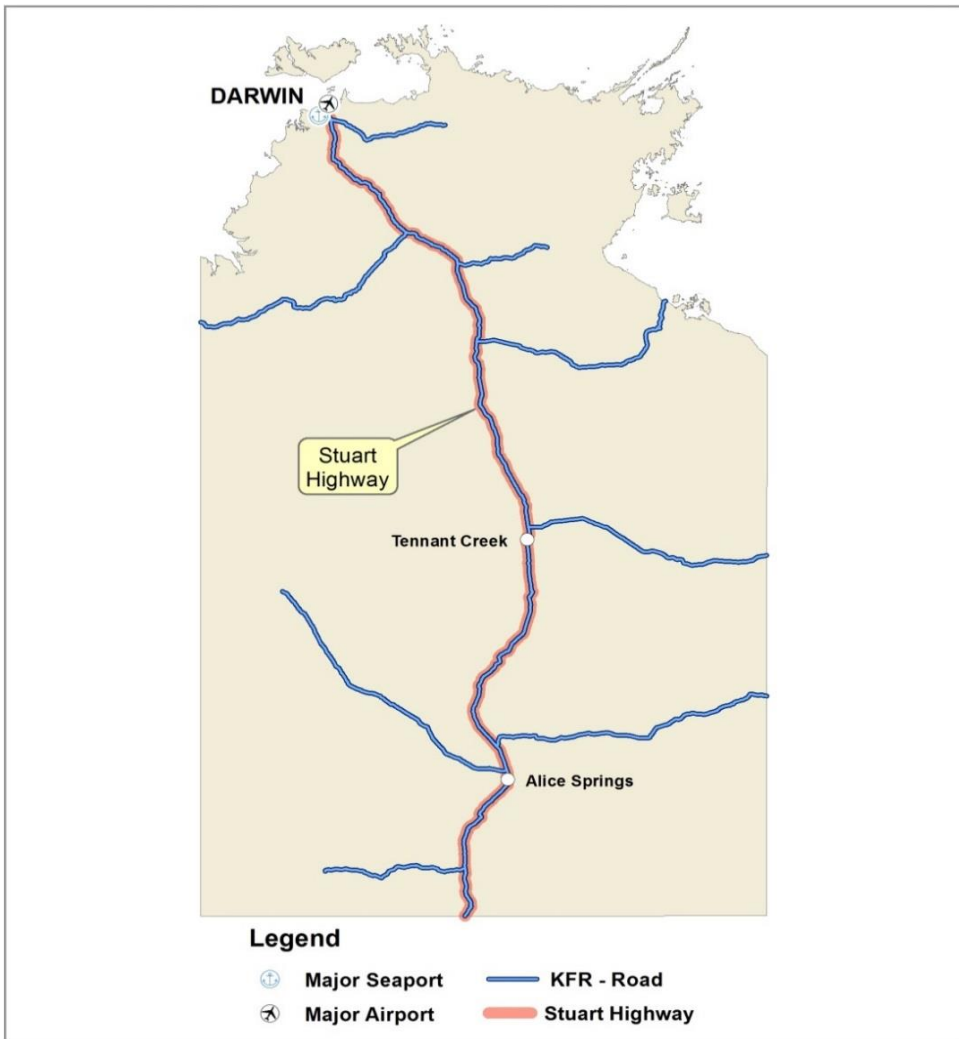 DARWIN
Stuart
Highway
Tennant Creek
Alice Springs
Legend
Major Seaport
KFR - Road
Major Airport
Stuart Highway